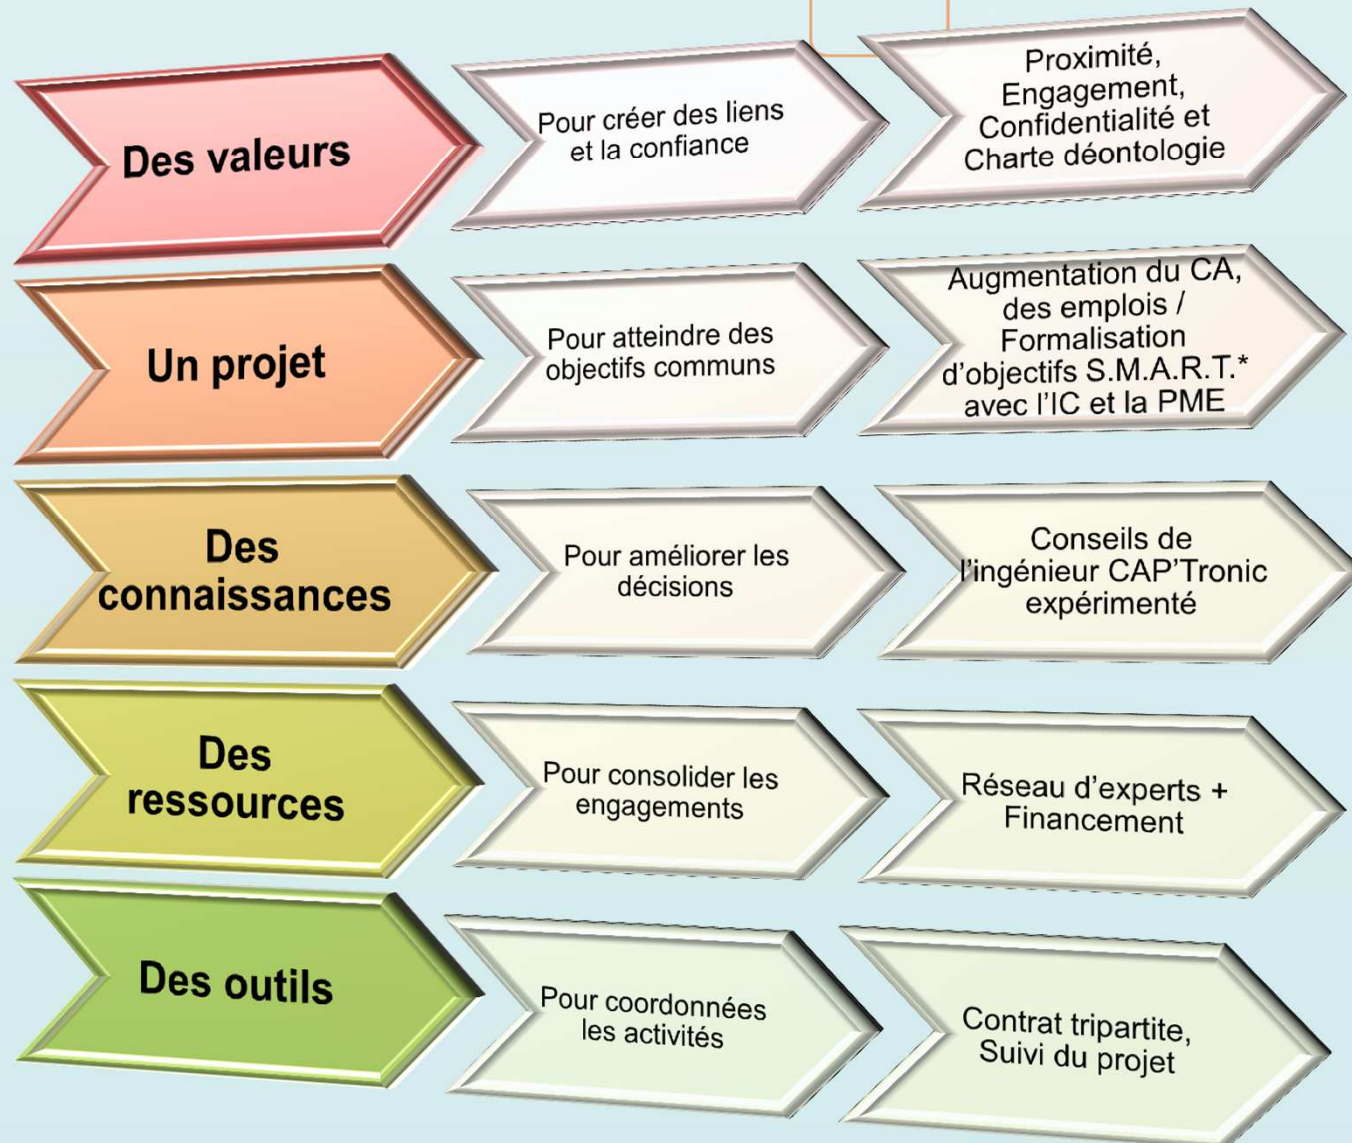 Des valeurs
Pour créer des liens
et la confiance
Proximité,
Engagement,
Confidentialité et
Charte déontologie
Un projet
Pour atteindre des
objectifs communs
Augmentation du CA,
des emplois /
Formalisation
d'objectifs S.M.A.R.T.*
avec l'IC et la PME
Des
connaissances
Pour améliorer les
décisions
Conseils de
l'ingénieur CAP'Tronic
expérimenté
Des
ressources
Pour consolider les
engagements
Réseau d'experts +
Financement
Des outils
Pour coordonnées
les activités
Contrat tripartite,
Suivi du projet